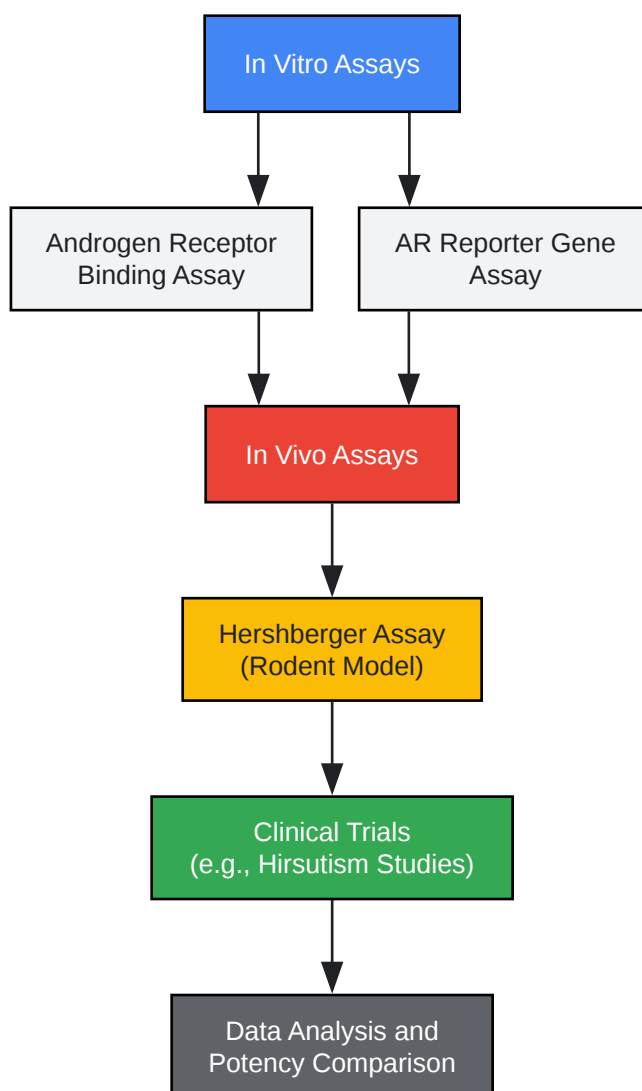 In Vitro Assays
Androgen Receptor
Binding Assay
AR Reporter Gene
Assay
In Vivo Assays
Hershberger Assay
(Rodent Model)
Clinical Trials
(e.g., Hirsutism Studies)
Data Analysis and
Potency Comparison